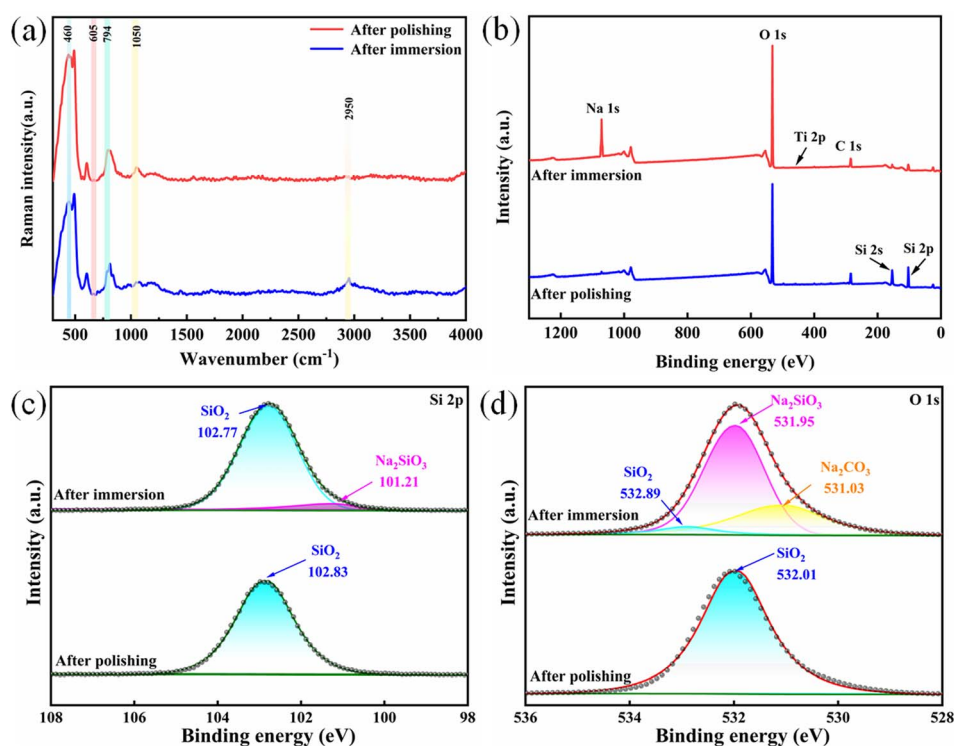 (a)
460
605
794
1050
2950
After polishing
After immersion
Raman intensity(a.u.)
500 1000 1500 2000 2500 3000 3500 4000
Wavenumber (cm⁻¹)
(b)
O 1s
Na 1s
Ti 2p
C 1s
After immersion
Si 2s
Si 2p
After polishing
Intensity (a.u.)
1200 1000 800 600 400 200 0
Binding energy (eV)
(c)
Si 2p
SiO₂
102.77
Na₂SiO₃
101.21
After immersion
SiO₂
102.83
After polishing
Intensity (a.u.)
108 106 104 102 100 98
Binding energy (eV)
(d)
O 1s
Na₂SiO₃
531.95
Na₂CO₃
531.03
SiO₂
532.89
After immersion
SiO₂
532.01
After polishing
Intensity (a.u.)
536 534 532 530 528
Binding energy (eV)